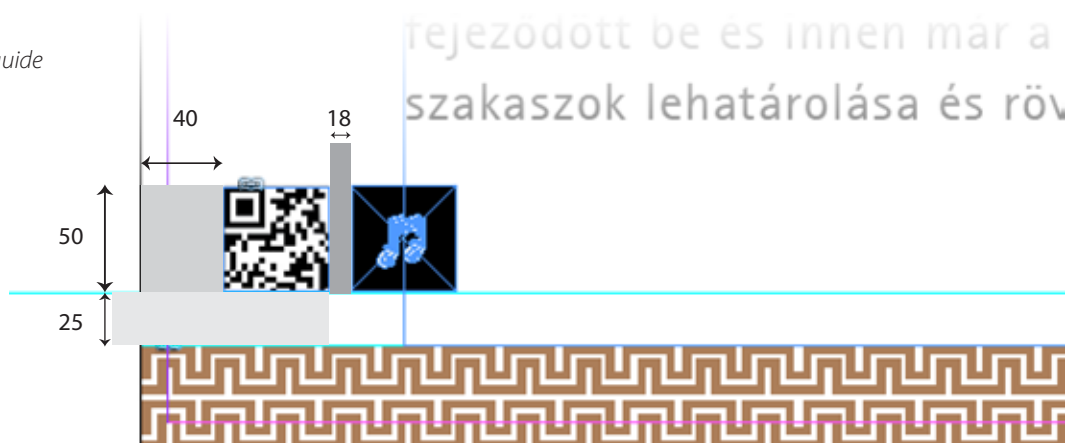 fejeződött be és innen már a
uide
szakaszok lehatárolása és röv
40
18
50
25